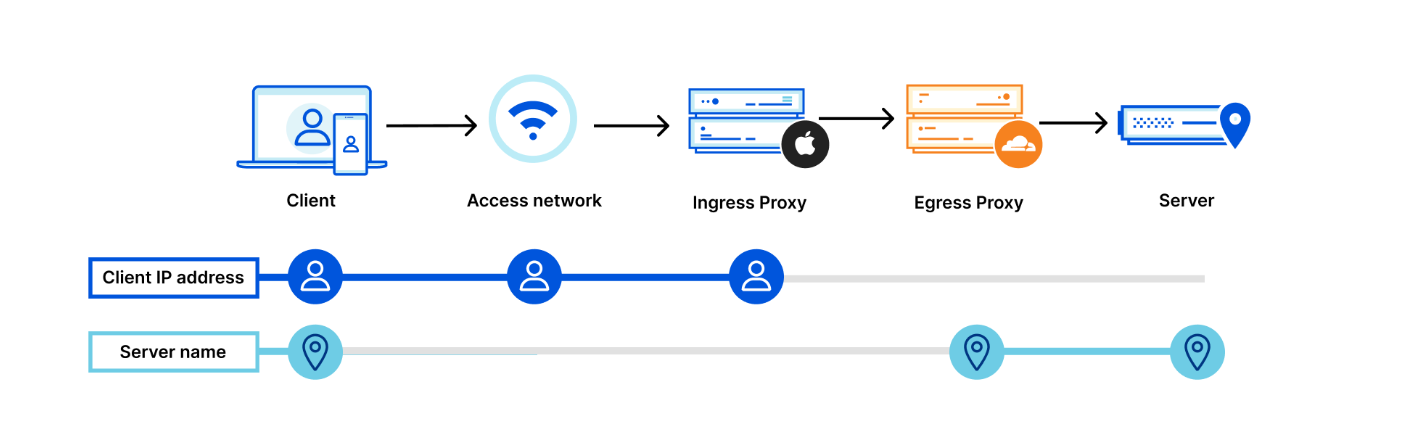 Client
Access network
Ingress Proxy
Egress Proxy
Server
Client IP address
Server name